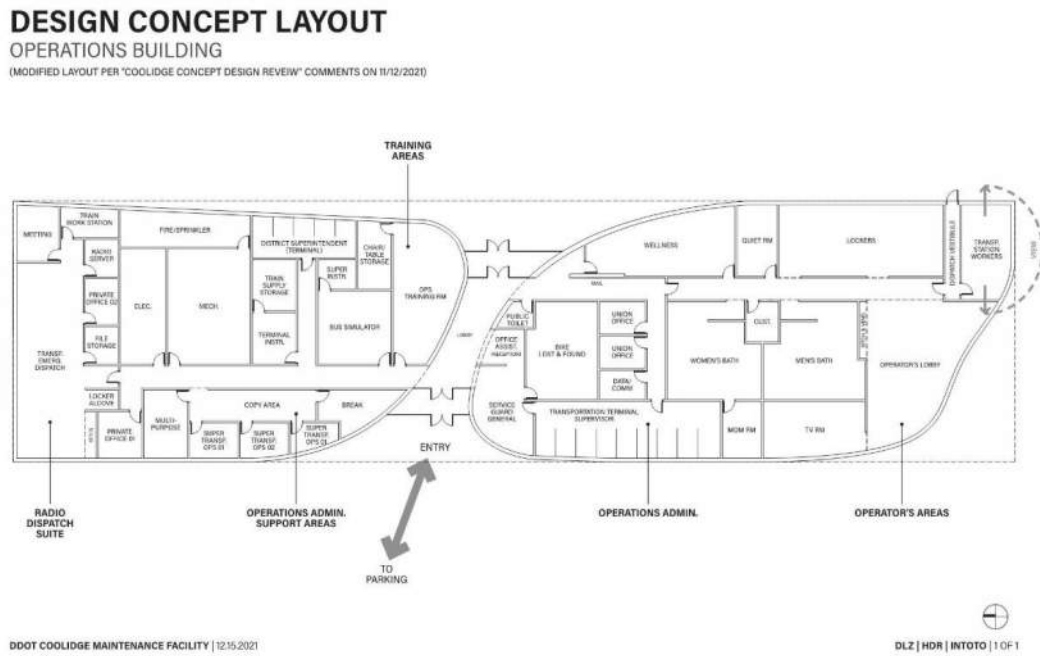 DESIGN CONCEPT LAYOUT
OPERATIONS BUILDING
(MODIFIED LAYOUT PER "COOLIDGE CONCEPT DESIGN REVEIW" COMMENTS ON 11/12/2021)
TRAINING
AREAS
MEETING
TRAIN
WORK STATION
RADIO
SERVER
PRIVATE
OFFICE 02
FILE
STORAGE
TRANSP.
EMERG.
DISPATCH
LOCKER
ALCOVE
PRIVATE
OFFICE 01
FIRE/SPRINKLER
ELEC.
MECH.
DISTRICT SUPERINTENDENT
(TERMINAL)
TRAIN
SUPPLY
STORAGE
TERMINAL
INSTR.
SUPER
INSTR.
BUS SIMULATOR
CHAIR/
TABLE
STORAGE
OPS
TRAINING RM
MULTI-
PURPOSE
COPY AREA
BREAK
SUPER
TRANSP.
OPS 01
SUPER
TRANSP.
OPS 02
SUPER
TRANSP.
OPS 01
LOBBY
ENTRY
TO
PARKING
PUBLIC
TOILET
OFFICE
ASSIST.
RECEPTION
SERVICE
GUARD
GENERAL
BIKE
LOST & FOUND
UNION
OFFICE
UNION
OFFICE
DATA/
COMM
TRANSPORTATION TERMINAL
SUPERVISOR
WELLNESS
MAIL
QUIET RM
LOCKERS
CUST.
WOMEN'S BATH
MEN'S BATH
MOM RM
TV RM
OPERATOR'S LOBBY
DISPATCH VESTIBULE
TRANSP.
STATION
WORKERS
VIEWS
RADIO
DISPATCH
SUITE
OPERATIONS ADMIN.
SUPPORT AREAS
OPERATIONS ADMIN.
OPERATOR'S AREAS
DDOT COOLIDGE MAINTENANCE FACILITY | 12.15.2021
DLZ | HDR | INTOTO | 1 OF 1